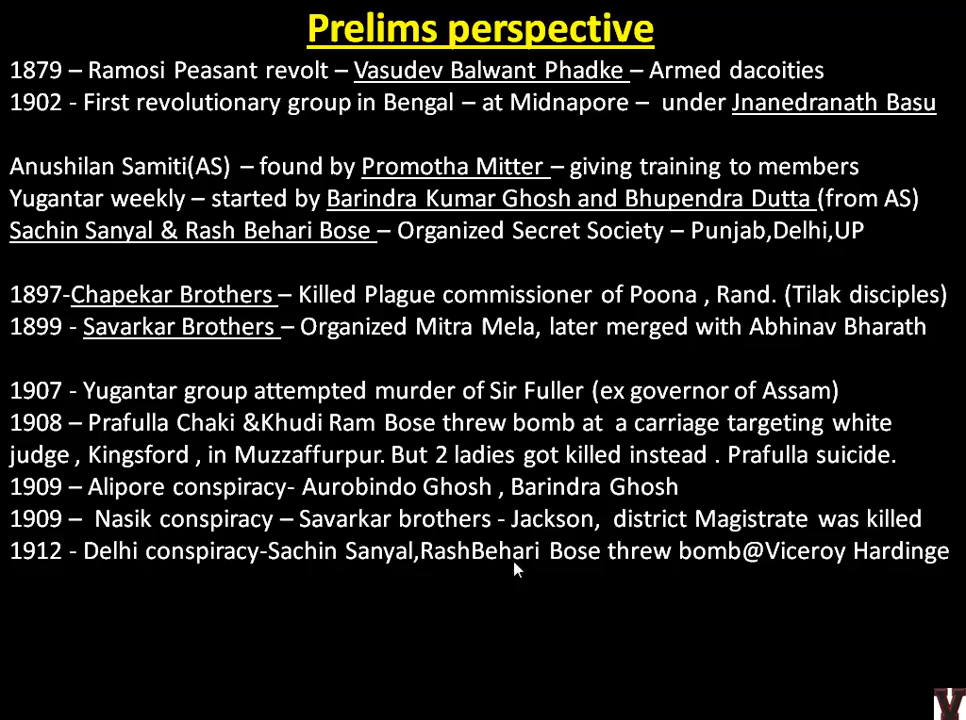 Prelims perspective
1879 – Ramosi Peasant revolt – Vasudev Balwant Phadke – Armed dacoities
1902 - First revolutionary group in Bengal – at Midnapore – under Jnanedranath Basu
Anushilan Samiti(AS) – found by Promotha Mitter – giving training to members
Yugantar weekly – started by Barindra Kumar Ghosh and Bhupendra Dutta (from AS)
Sachin Sanyal & Rash Behari Bose – Organized Secret Society – Punjab,Delhi,UP
1897-Chapekar Brothers – Killed Plague commissioner of Poona , Rand. (Tilak disciples)
1899 - Savarkar Brothers – Organized Mitra Mela, later merged with Abhinav Bharath
1907 - Yugantar group attempted murder of Sir Fuller (ex governor of Assam)
1908 – Prafulla Chaki &Khudi Ram Bose threw bomb at a carriage targeting white
judge , Kingsford , in Muzzaffurpur. But 2 ladies got killed instead . Prafulla suicide.
1909 – Alipore conspiracy- Aurobindo Ghosh , Barindra Ghosh
1909 – Nasik conspiracy – Savarkar brothers - Jackson, district Magistrate was killed
1912 - Delhi conspiracy-Sachin Sanyal,RashBehari Bose threw bomb@Viceroy Hardinge
V